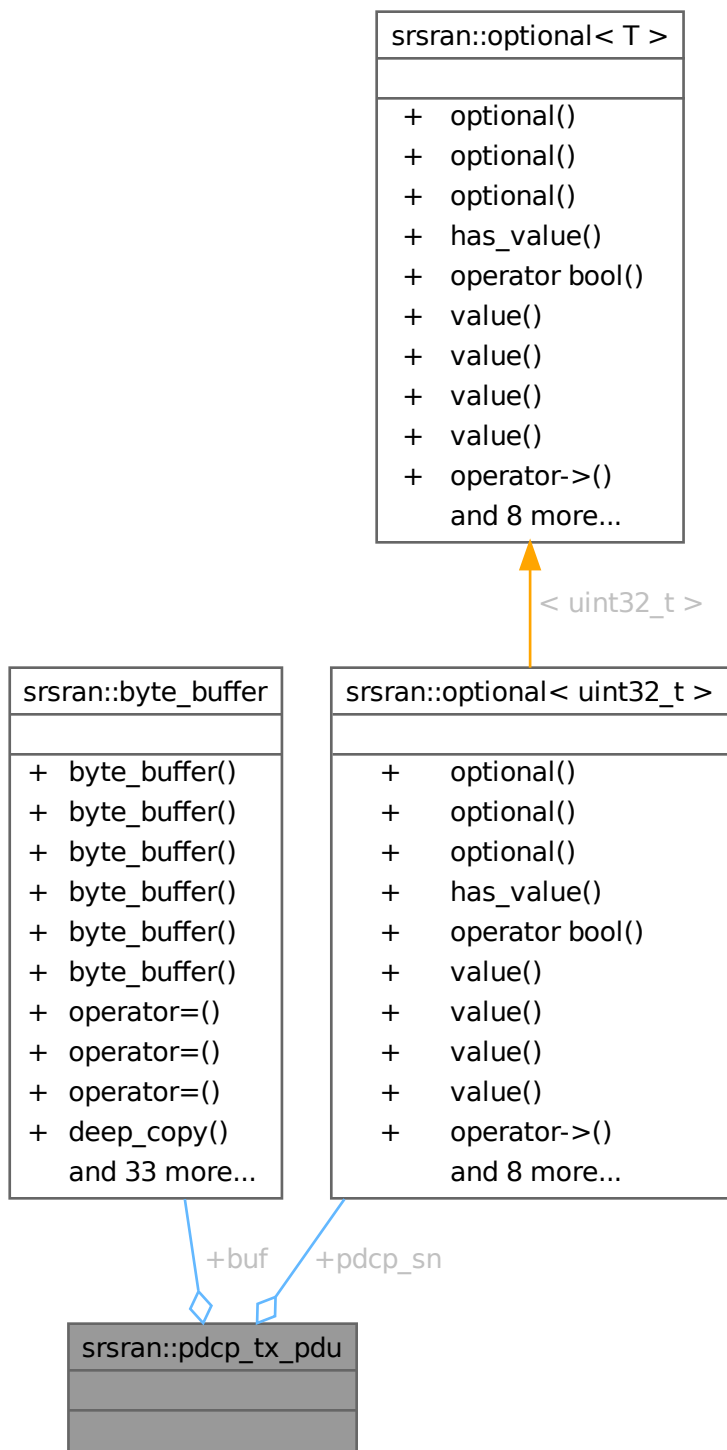 srsran::optional< T >
+ optional()
+ optional()
+ optional()
+ has_value()
+ operator bool()
+ value()
+ value()
+ value()
+ value()
+ operator->()
and 8 more...
< uint32_t >
srsran::byte_buffer
+ byte_buffer()
+ byte_buffer()
+ byte_buffer()
+ byte_buffer()
+ byte_buffer()
+ byte_buffer()
+ operator=()
+ operator=()
+ operator=()
+ deep_copy()
and 33 more...
srsran::optional< uint32_t >
+ optional()
+ optional()
+ optional()
+ has_value()
+ operator bool()
+ value()
+ value()
+ value()
+ value()
+ operator->()
and 8 more...
+buf
+pdcp_sn
srsran::pdcp_tx_pdu